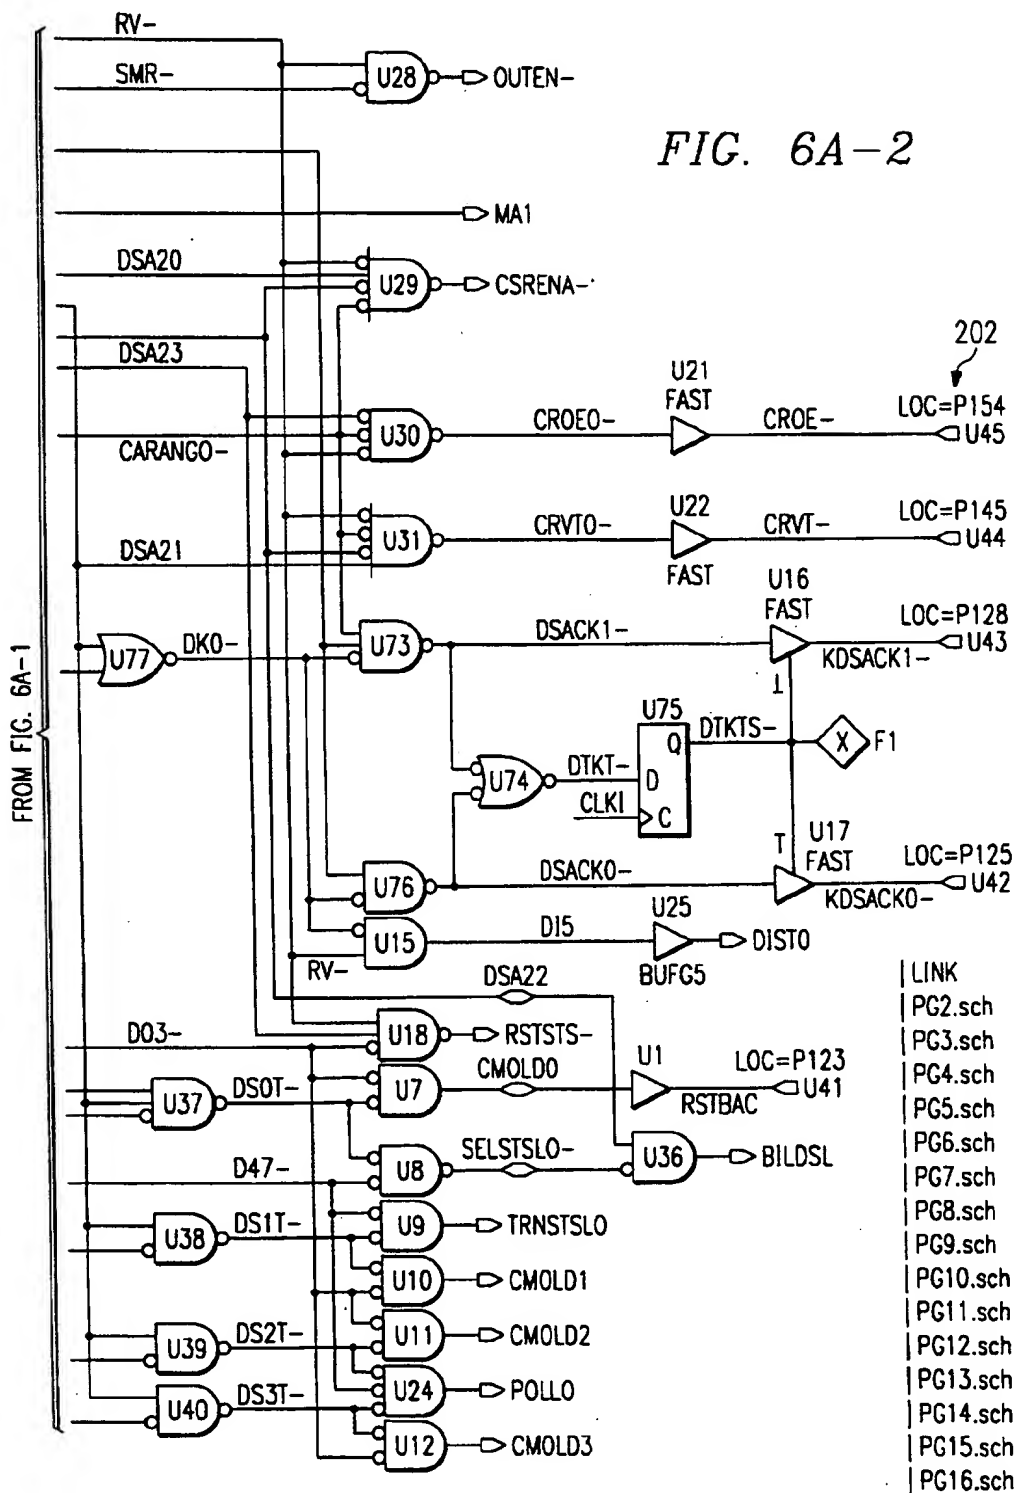 RV-
SMR-
U28
OUTEN-
FIG. 6A-2
MA1
DSA20
U29
CSRENA-
DSA23
202
U21
FAST
LOC=P154
U30
CROE0-
CROE-
U45
CARANGO-
U22
LOC=P145
U31
CRVTO-
CRVT-
U44
DSA21
FAST
U16
FAST
LOC=P128
U77
DKO-
U73
DSACK1-
U43
KDSACK1-
FROM FIG. 6A-1
U75
Q
DTKTS-
X
F1
U74
DTKT-
D
CLKI
C
T
U17
FAST
LOC=P125
U76
DSACK0-
U42
KDSACK0-
U15
DI5
U25
DIST0
RV-
BUFG5
DSA22
LINK
PG2.sch
D03-
U18
RSTSTS-
PG3.sch
CMOLD0
U1
LOC=P123
PG4.sch
U37
DS0T-
U7
U41
RSTBAC
PG5.sch
PG6.sch
D47-
U8
SELSTSLO-
U36
BILDSL
PG7.sch
PG8.sch
U38
DS1T-
U9
TRNSTSLO
PG9.sch
U10
CMOLD1
PG10.sch
PG11.sch
U39
DS2T-
U11
CMOLD2
PG12.sch
U24
POLLO
PG13.sch
U40
DS3T-
PG14.sch
U12
CMOLD3
PG15.sch
PG16.sch